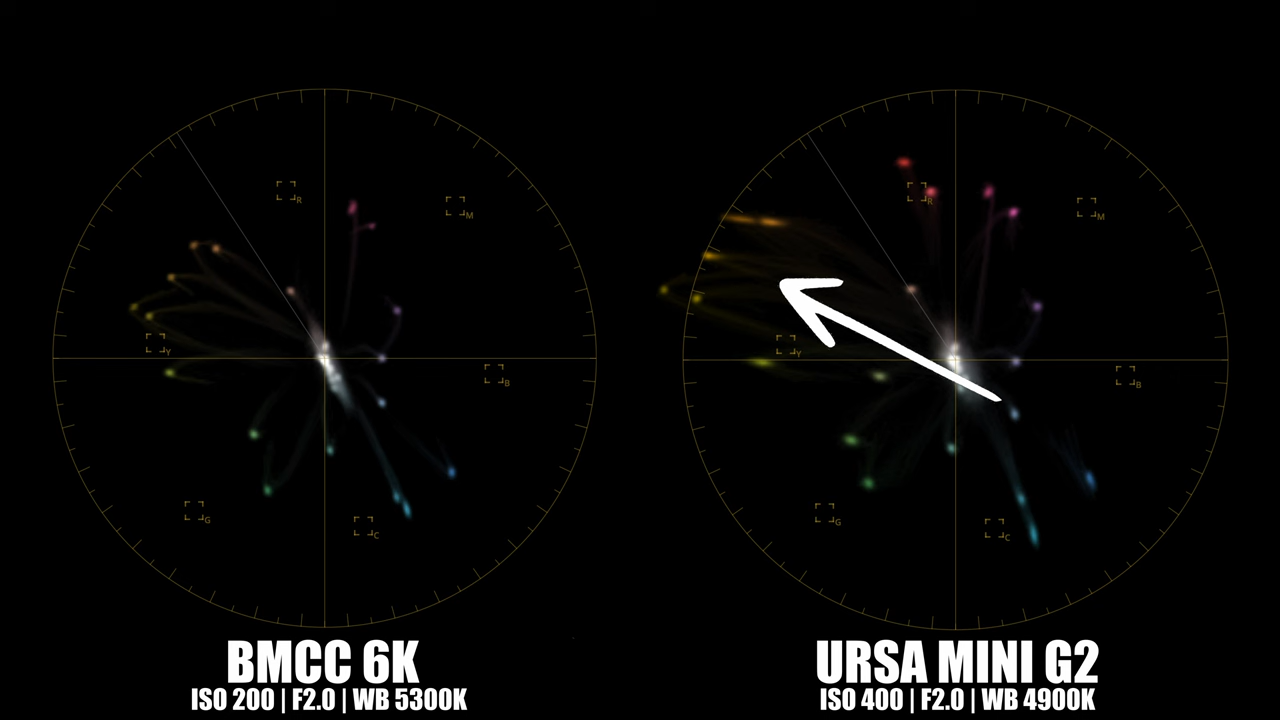 R
M
Y
B
G
C
R
M
Y
B
G
C
BMCC 6K
ISO 200 | F2.0 | WB 5300K
URSA MINI G2
ISO 400 | F2.0 | WB 4900K